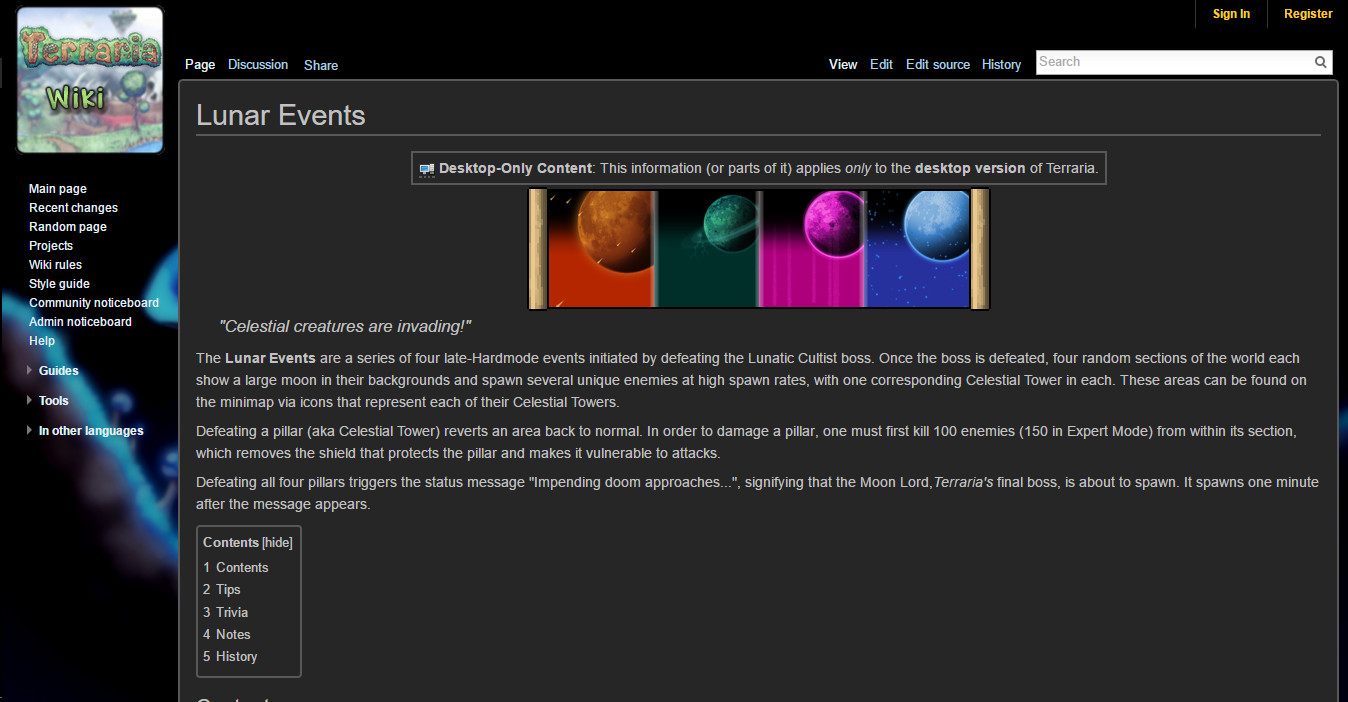 Sign In
Register
Terraria
Wiki
Page
Discussion
Share
View
Edit
Edit source
History
Search
Lunar Events
Desktop-Only Content: This information (or parts of it) applies only to the desktop version of Terraria.
Main page
Recent changes
Random page
Projects
Wiki rules
Style guide
Community noticeboard
Admin noticeboard
Help
Guides
Tools
In other languages
"Celestial creatures are invading!"
The Lunar Events are a series of four late-Hardmode events initiated by defeating the Lunatic Cultist boss. Once the boss is defeated, four random sections of the world each
show a large moon in their backgrounds and spawn several unique enemies at high spawn rates, with one corresponding Celestial Tower in each. These areas can be found on
the minimap via icons that represent each of their Celestial Towers.
Defeating a pillar (aka Celestial Tower) reverts an area back to normal. In order to damage a pillar, one must first kill 100 enemies (150 in Expert Mode) from within its section,
which removes the shield that protects the pillar and makes it vulnerable to attacks.
Defeating all four pillars triggers the status message "Impending doom approaches...", signifying that the Moon Lord,Terraria's final boss, is about to spawn. It spawns one minute
after the message appears.
Contents [hide]
1 Contents
2 Tips
3 Trivia
4 Notes
5 History